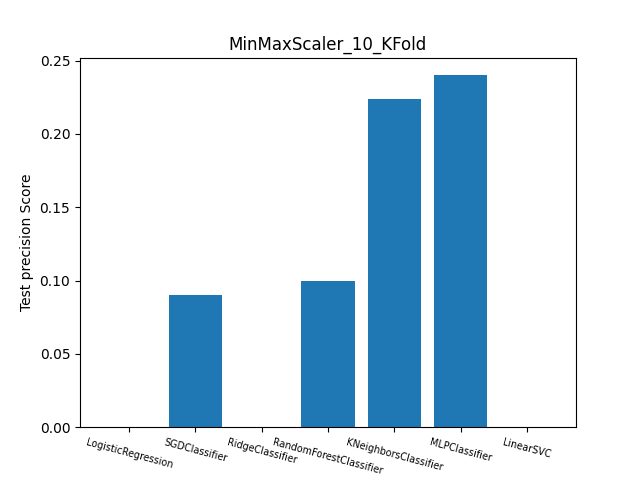 MinMaxScaler_10_KFold
Test precision Score
0.25
0.20
0.15
0.10
0.05
0.00
LogisticRegression
SGDClassifier
RidgeClassifier
RandomForestClassifier
KNeighborsClassifier
MLPClassifier
LinearSVC